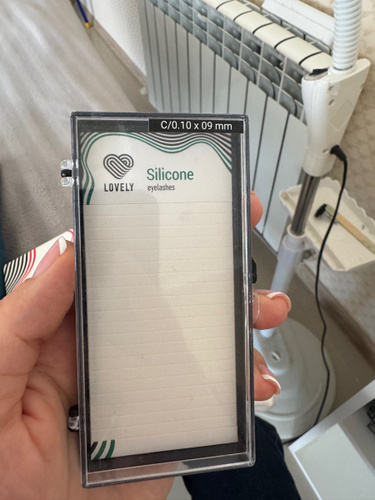 C/0.10 x 09 mm
Silicone
eyelashes
LOVELY